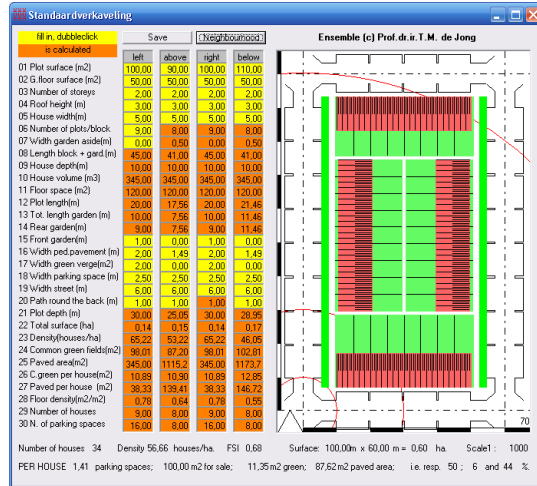 Standaardverkaveling
fill in, dubbleclick Save Neighbourhood Ensemble (c) Prof.dr.ir.T.M. de Jong
is calculated left above right below
01 Plot surface (m2) 100,00 90,00 100,00 110,00
02 G.floor surface (m2) 50,00 50,00 50,00 50,00
03 Number of storeys 2,00 2,00 2,00 2,00
04 Roof height (m) 3,00 3,00 3,00 3,00
05 House width(m) 5,00 5,00 5,00 5,00
06 Number of plots/block 9,00 8,00 9,00 8,00
07 Width garden aside(m) 0,00 0,50 0,00 0,50
08 Length block + gard.(m) 45,00 41,00 45,00 41,00
09 House depth(m) 10,00 10,00 10,00 10,00
10 House volume (m3) 345,00 345,00 345,00 345,00
11 Floor space (m2) 120,00 120,00 120,00 120,00
12 Plot length(m) 20,00 17,56 20,00 21,46
13 Tot. length garden (m) 10,00 7,56 10,00 11,46
14 Rear garden(m) 9,00 7,56 9,00 11,46
15 Front garden(m) 1,00 0,00 1,00 0,00
16 Width ped.pavement (m) 2,00 1,49 2,00 1,49
17 Width green verge(m2) 2,00 0,00 2,00 0,00
18 Width parking space (m) 2,50 2,50 2,50 2,50
19 Width street (m) 6,00 6,00 6,00 6,00
20 Path round the back (m) 1,00 1,00 1,00 1,00
21 Plot depth (m) 30,00 25,05 30,00 28,95
22 Total surface (ha) 0,14 0,15 0,14 0,17
23 Density(houses/ha) 65,22 53,22 65,22 46,05
24 Common green fields(m2) 98,01 87,20 98,01 102,81
25 Paved area(m2) 345,00 1115,2 345,00 1173,7
26 C.green per house(m2) 10,89 10,90 10,89 12,85
27 Paved per house (m2) 38,33 139,41 38,33 146,72
28 Floor density(m2/m2) 0,78 0,64 0,78 0,55
29 Number of houses 9,00 8,00 9,00 8,00
30 N. of parking spaces 16,00 8,00 16,00 8,00
70
Number of houses 34 Density 56,66 houses/ha. FSI 0,68 Surface: 100,00m x 60,00 m = 0,60 ha. Scale1 : 1000
PER HOUSE 1,41 parking spaces; 100,00 m2 for sale; 11,35 m2 green; 87,62 m2 paved area; i.e. resp. 50 ; 6 and 44 %.